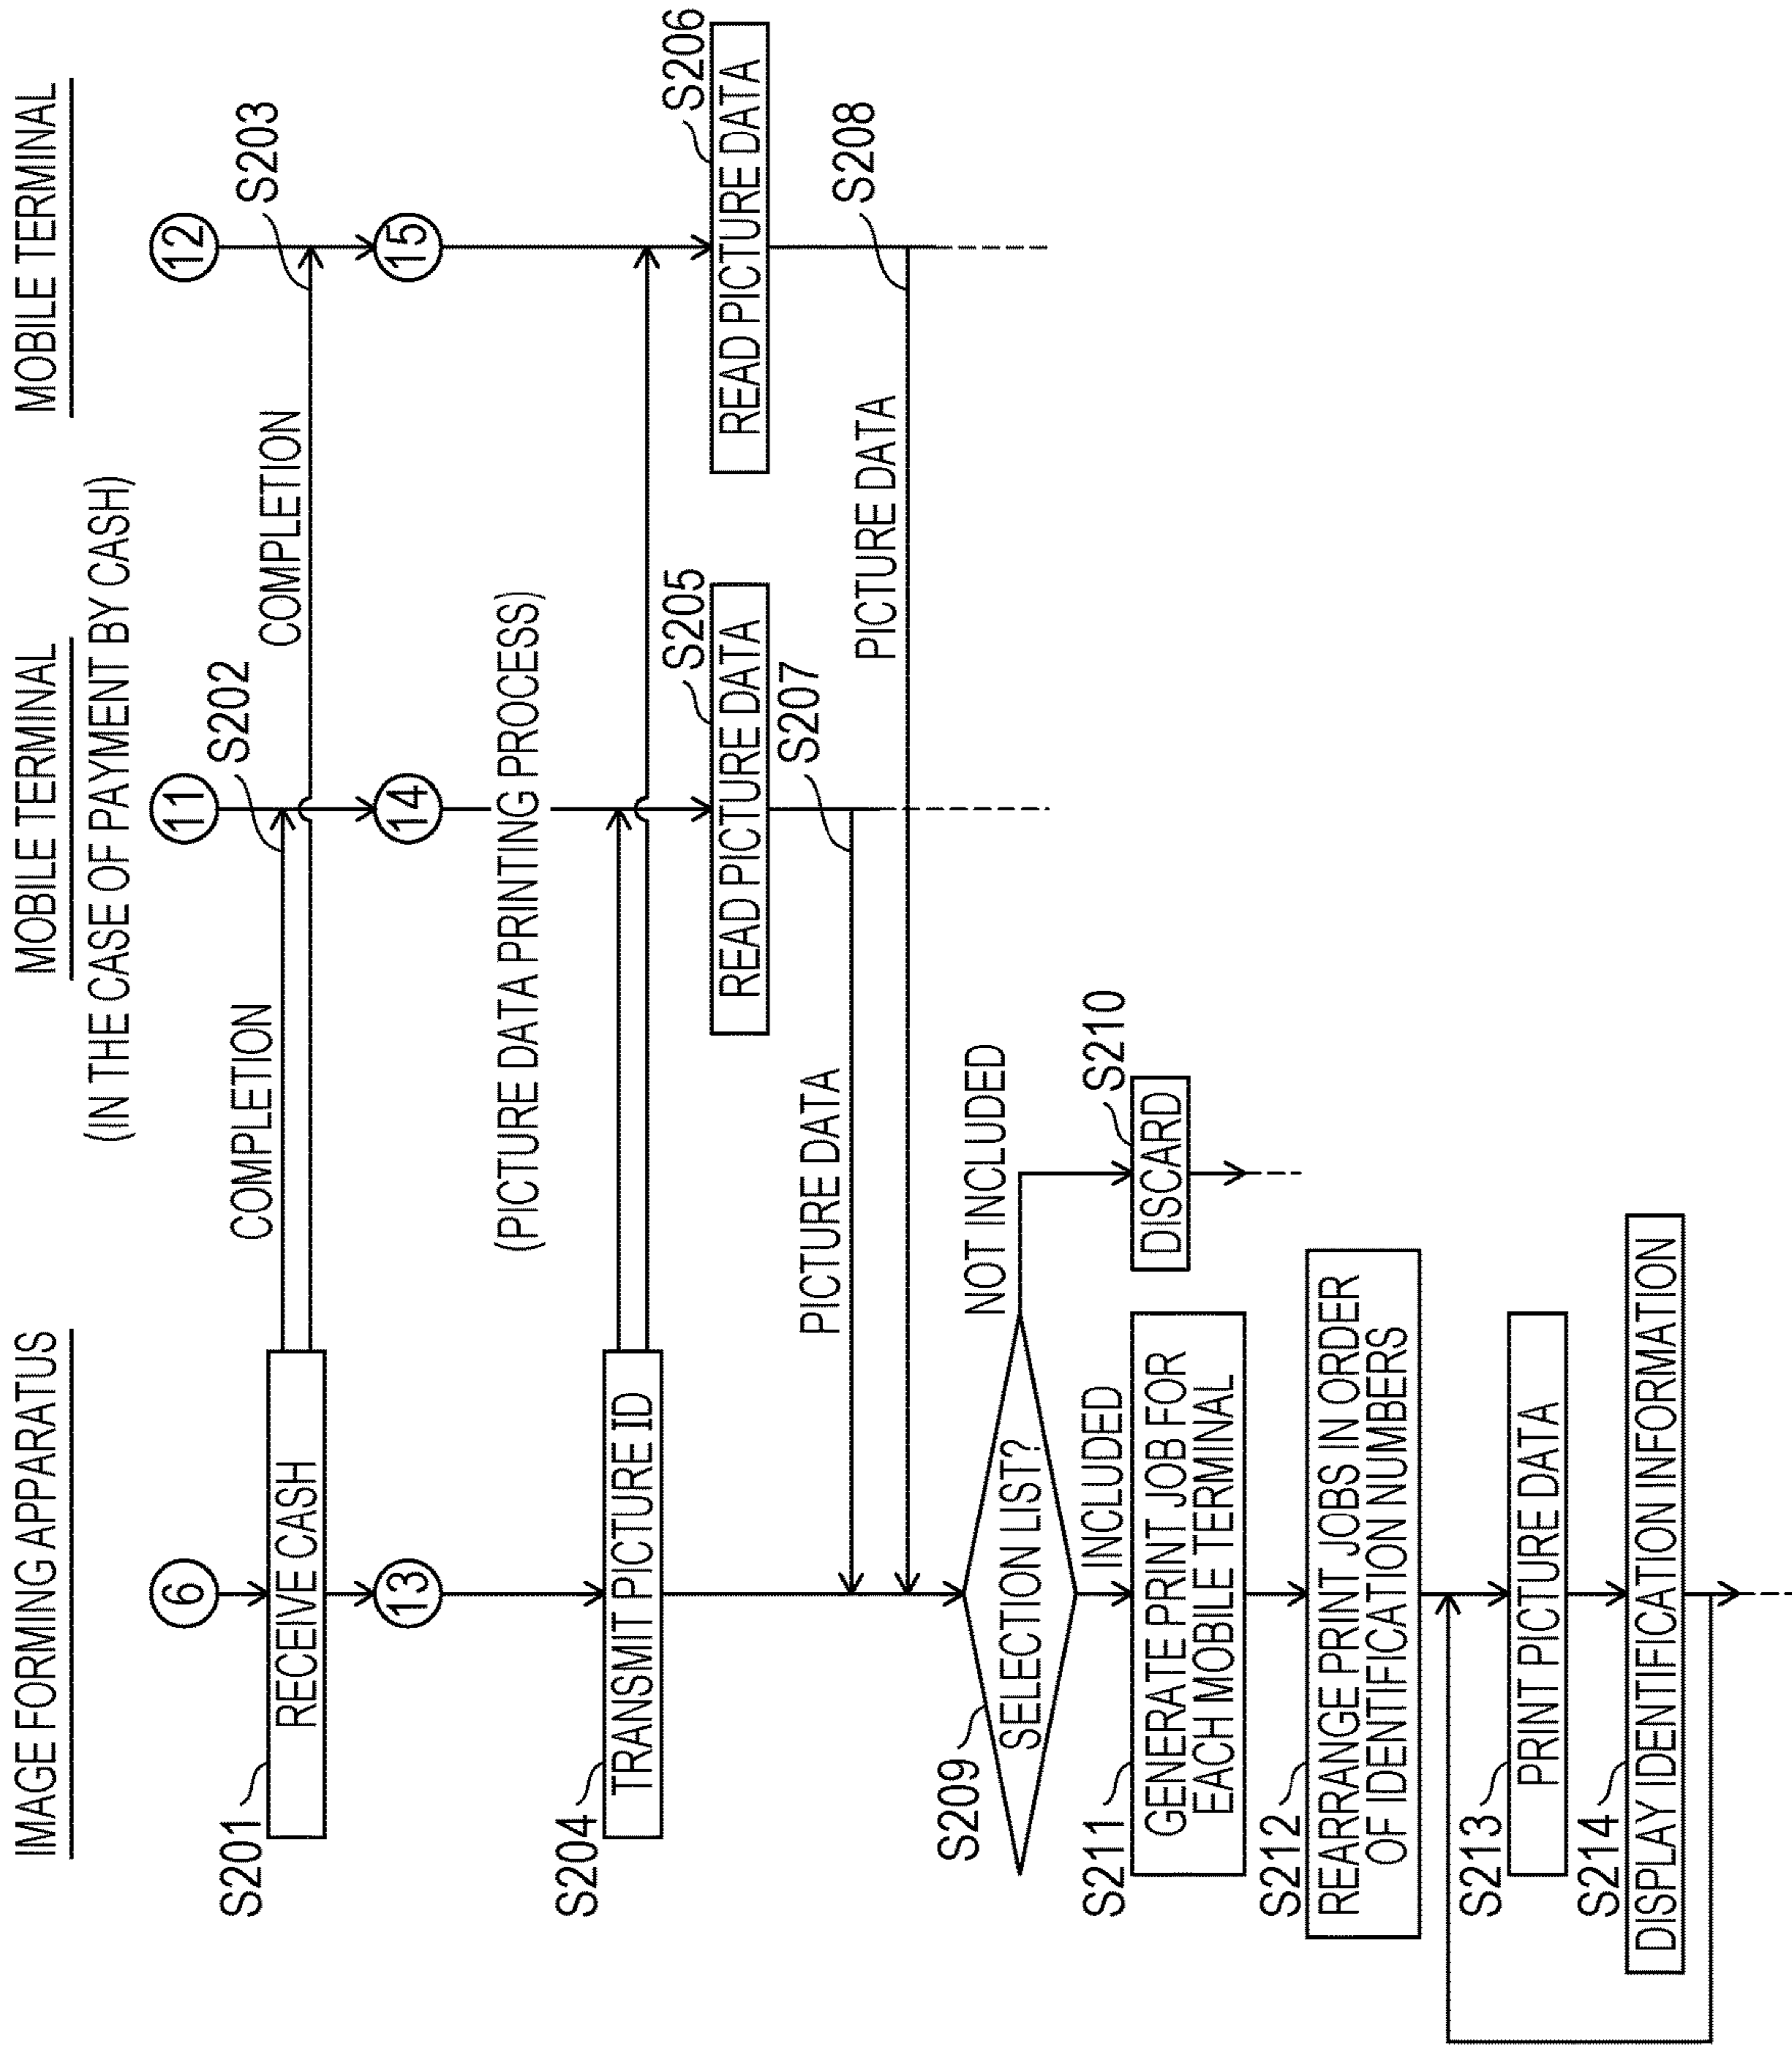 IMAGE FORMING APPARATUS
MOBILE TERMINAL
MOBILE TERMINAL
(IN THE CASE OF PAYMENT BY CASH)
6
11
12
S201
RECEIVE CASH
COMPLETION
S202
COMPLETION
S203
13
14
15
(PICTURE DATA PRINTING PROCESS)
S204
TRANSMIT PICTURE ID
S205
READ PICTURE DATA
S206
READ PICTURE DATA
PICTURE DATA
S207
PICTURE DATA
S208
S209
SELECTION LIST?
NOT INCLUDED
S210
DISCARD
INCLUDED
S211
GENERATE PRINT JOB FOR
EACH MOBILE TERMINAL
S212
REARRANGE PRINT JOBS IN ORDER
OF IDENTIFICATION NUMBERS
S213
PRINT PICTURE DATA
S214
DISPLAY IDENTIFICATION INFORMATION